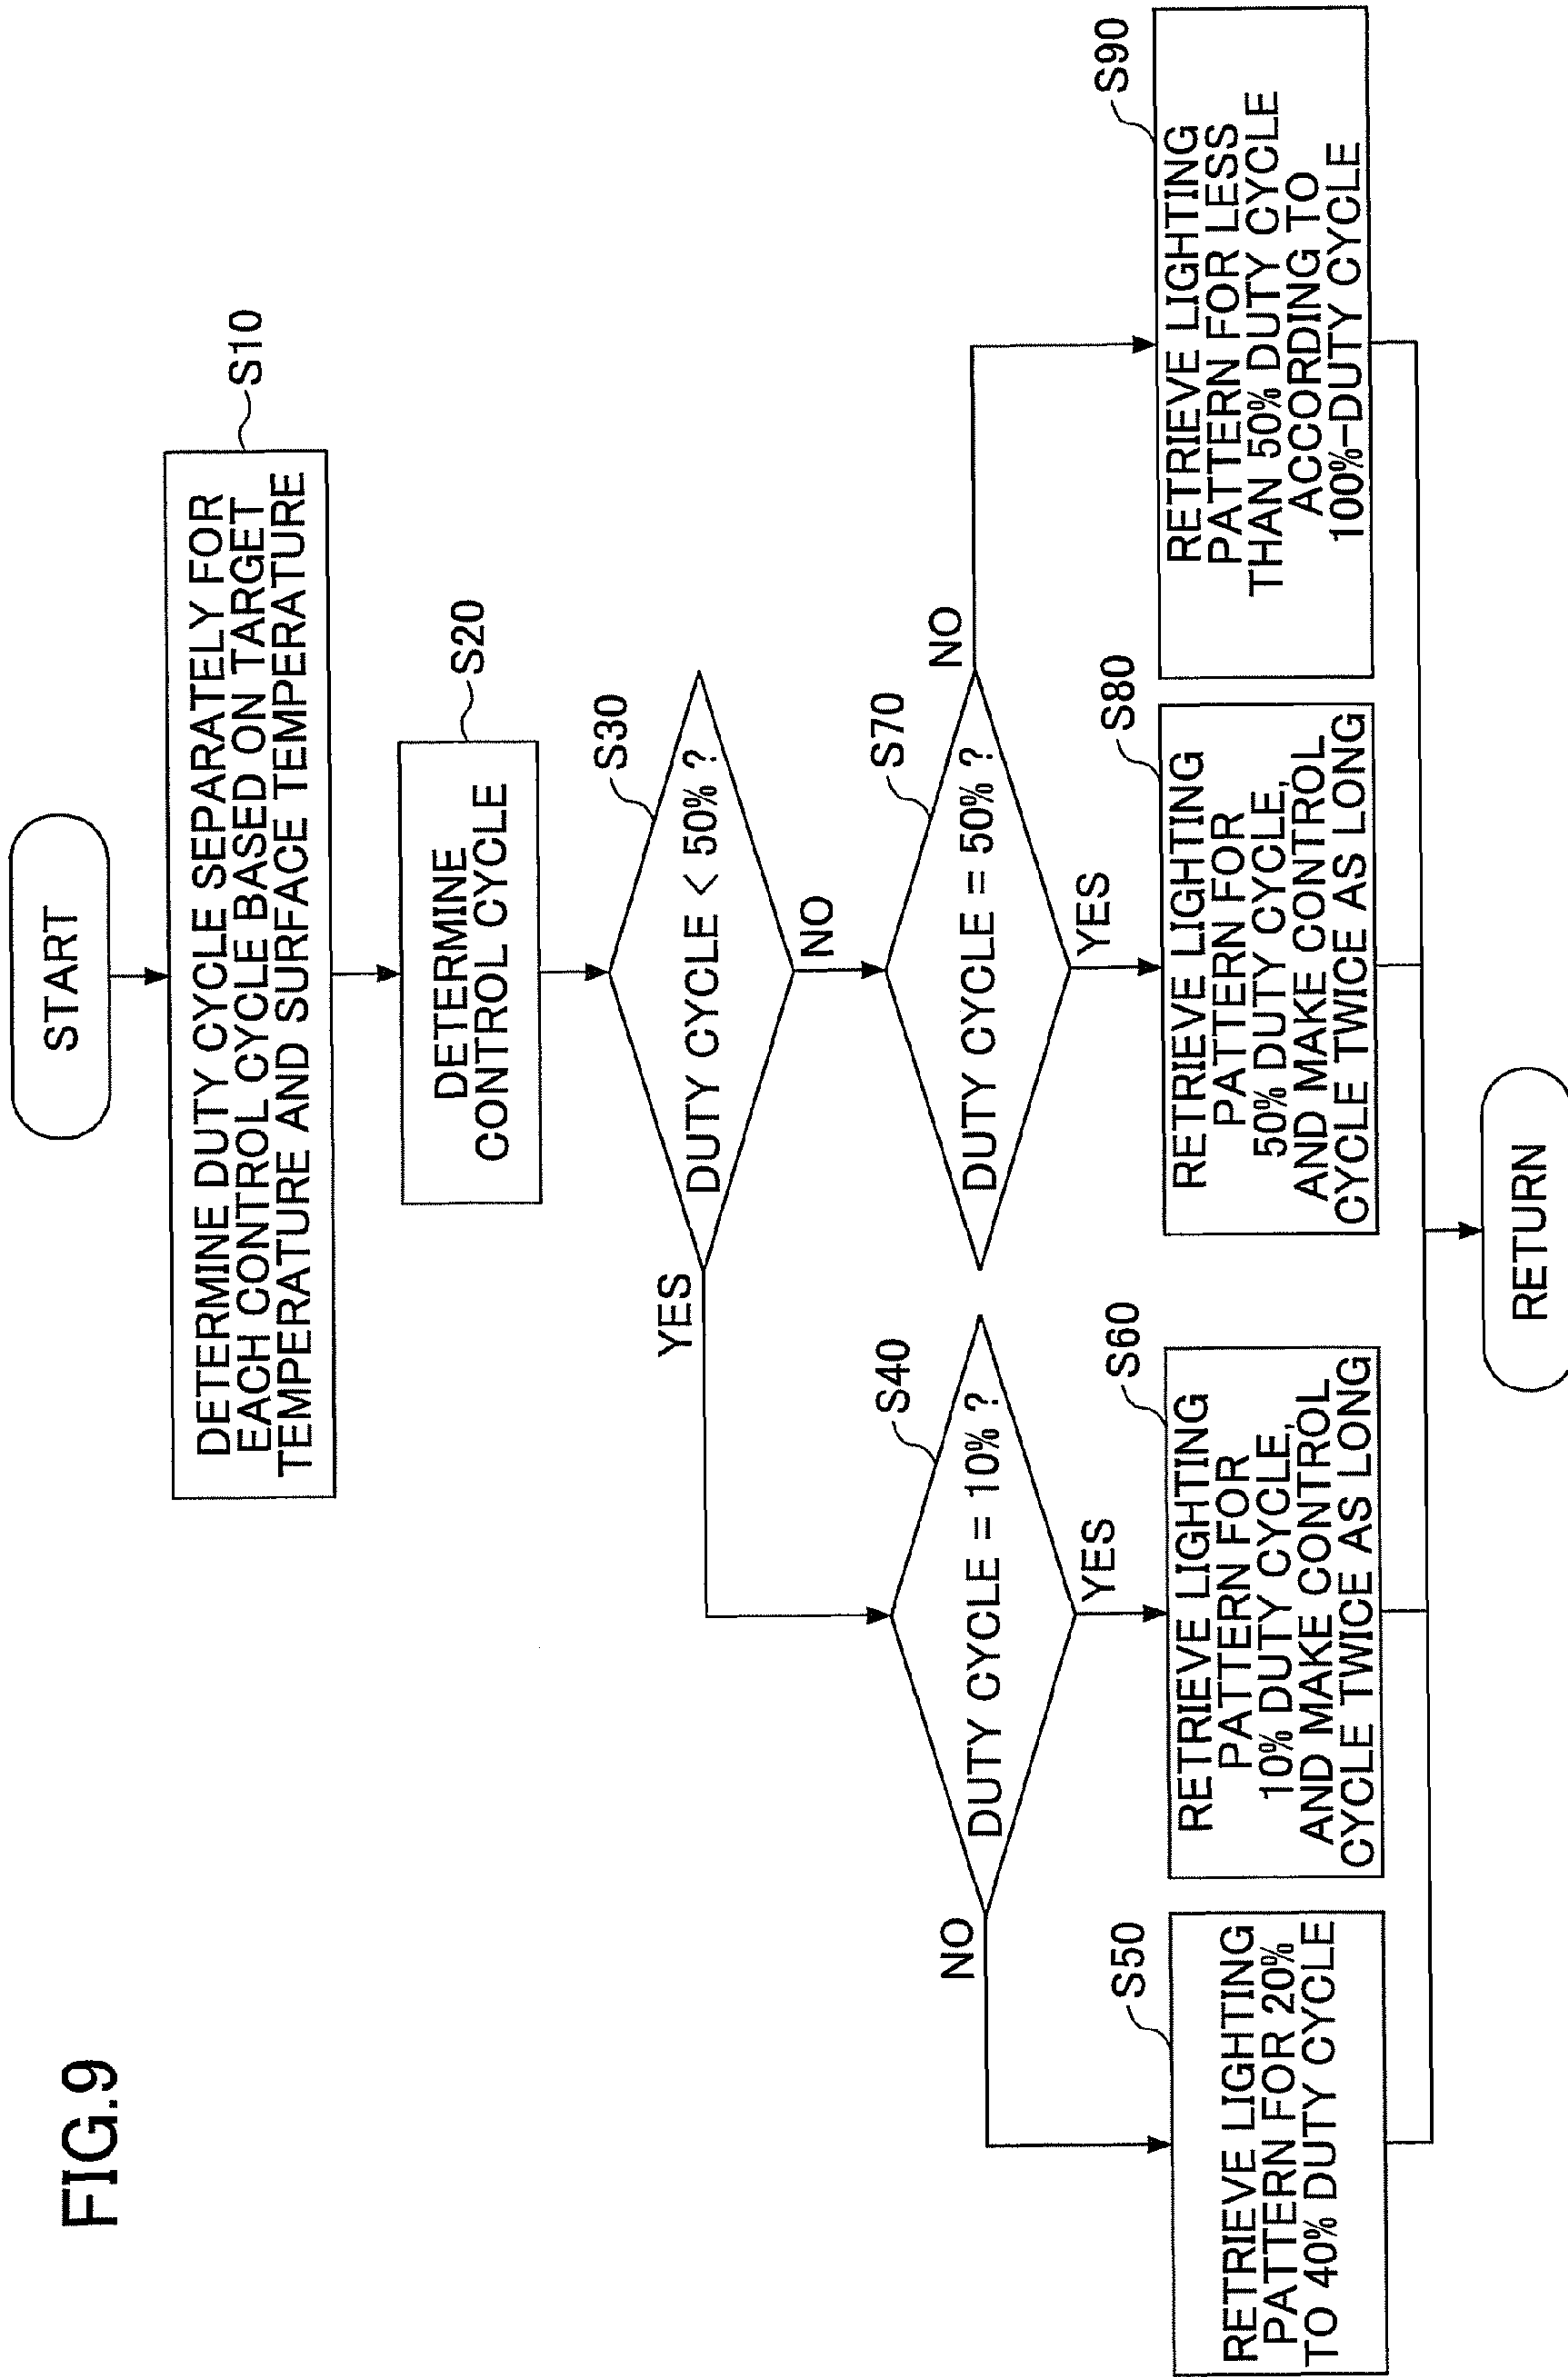 FIG.9
START
DETERMINE DUTY CYCLE SEPARATELY FOR
EACH CONTROL CYCLE BASED ON TARGET
TEMPERATURE AND SURFACE TEMPERATURE
S10
DETERMINE
CONTROL CYCLE
S20
DUTY CYCLE < 50% ?
S30
YES
NO
DUTY CYCLE = 10% ?
S40
NO
YES
DUTY CYCLE = 50% ?
S70
YES
NO
RETRIEVE LIGHTING
PATTERN FOR 20%
TO 40% DUTY CYCLE
S50
RETRIEVE LIGHTING
PATTERN FOR
10% DUTY CYCLE,
AND MAKE CONTROL
CYCLE TWICE AS LONG
S60
RETRIEVE LIGHTING
PATTERN FOR
50% DUTY CYCLE,
AND MAKE CONTROL
CYCLE TWICE AS LONG
S80
RETRIEVE LIGHTING
PATTERN FOR LESS
THAN 50% DUTY CYCLE
ACCORDING TO
100%-DUTY CYCLE
S90
RETURN